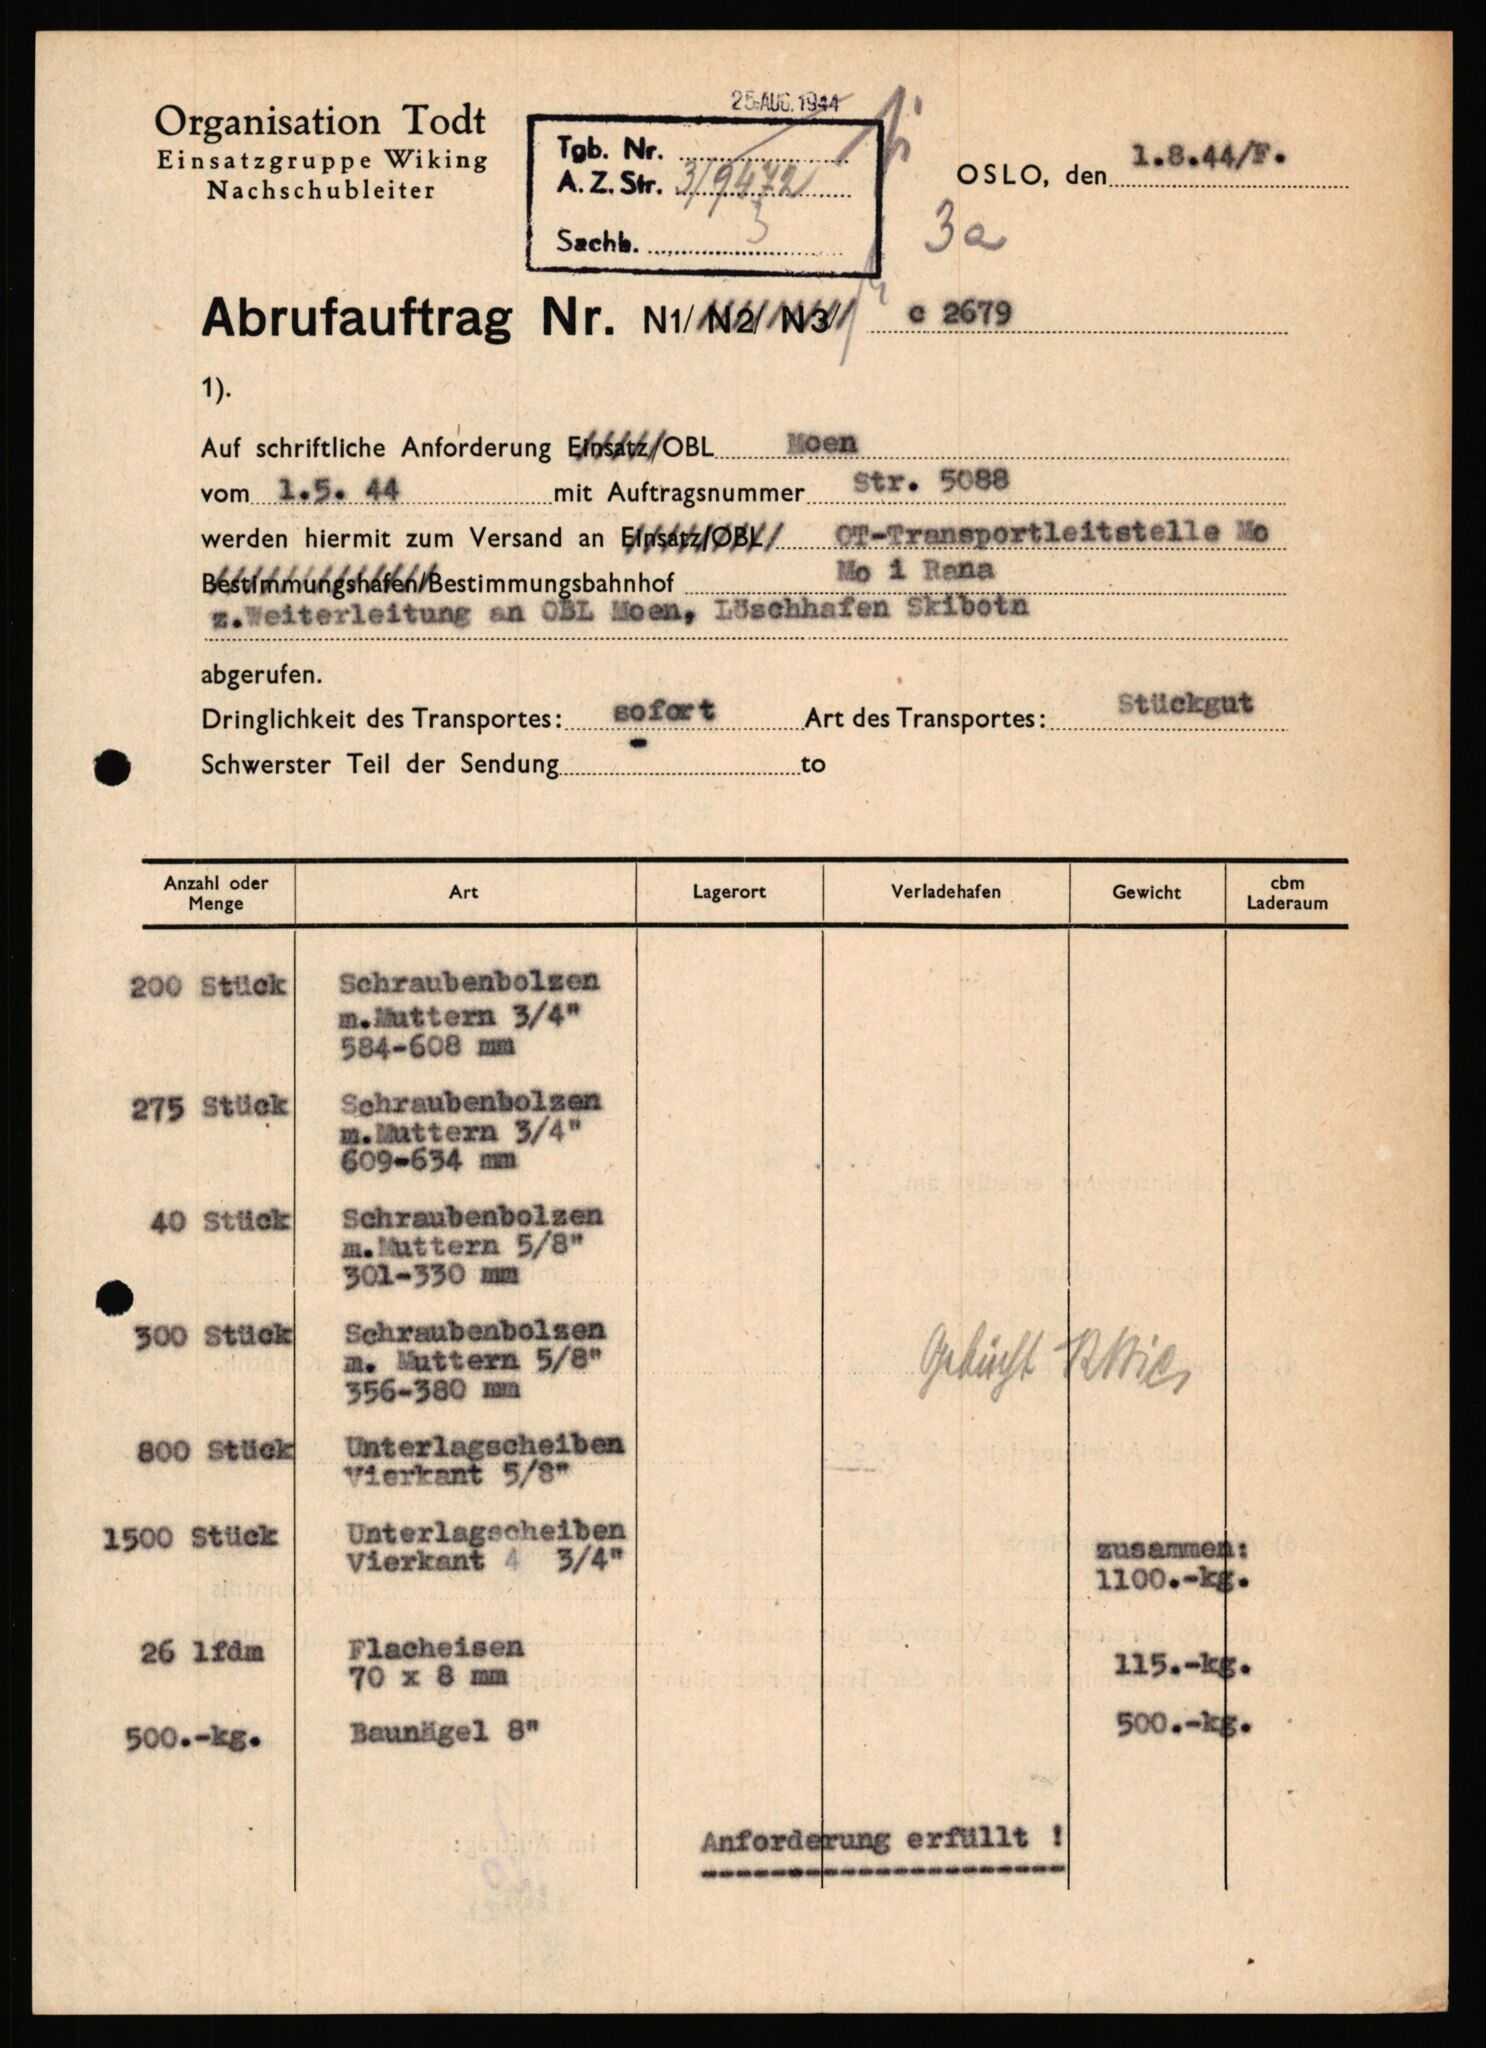 Organisation Todt
Einsatzgruppe Wiking
Nachschubleiter
25. AUG. 1944
Tgb. Nr.
A. Z. Str. 3/9472
3
Sachb.
OSLO, den 1.8.44/F.
3a
Abrufauftrag Nr. N1/N2/N3/ c 2679
1).
Auf schriftliche Anforderung Einsatz/OBL Moen
vom 1.5. 44 mit Auftragsnummer Str. 5088
werden hiermit zum Versand an Einsatz/OBL/ OT-Transportleitstelle Mo
Bestimmungshafen/Bestimmungsbahnhof Mo i Rana
z.Weiterleitung an OBL Moen, Löschhafen Skibotn
abgerufen.
Dringlichkeit des Transportes: sofort Art des Transportes: Stückgut
Schwerster Teil der Sendung to
Anzahl oder Menge Art Lagerort Verladehafen Gewicht cbm Laderaum
200 Stück Schraubenbolzen
m.Muttern 3/4"
584-608 mm
275 Stück Schraubenbolzen
m.Muttern 3/4"
609-634 mm
40 Stück Schraubenbolzen
m.Muttern 5/8"
301-330 mm
300 Stück Schraubenbolzen
m. Muttern 5/8"
356-380 mm
Gebucht
800 Stück Unterlagscheiben
Vierkant 5/8"
1500 Stück Unterlagscheiben zusammen:
Vierkant 4 3/4" 1100.-kg.
26 lfdm Flacheisen
70 x 8 mm 115.-kg.
500.-kg. Baunägel 8" 500.-kg.
Anforderung erfüllt !